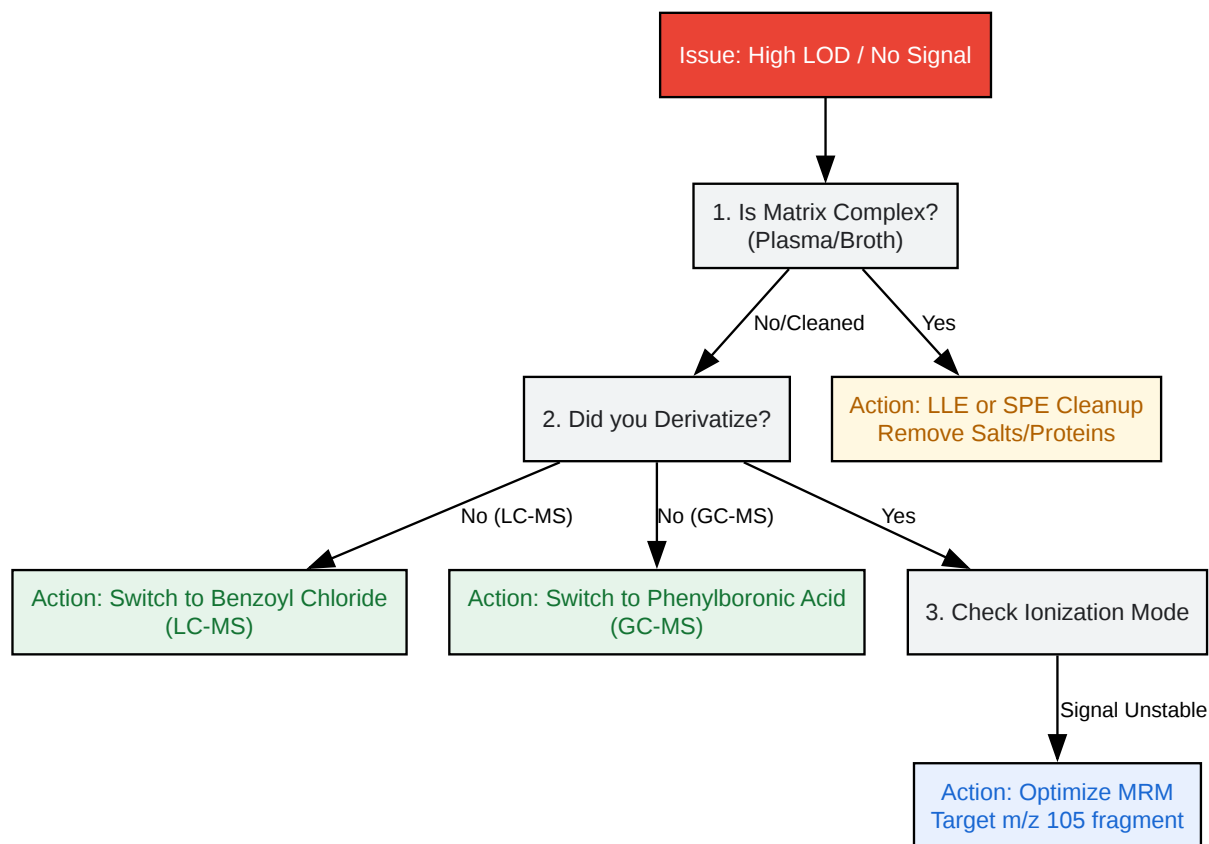 Issue: High LOD / No Signal
1. Is Matrix Complex?
(Plasma/Broth)
No/Cleaned
Yes
2. Did you Derivatize?
Action: LLE or SPE Cleanup
Remove Salts/Proteins
No (LC-MS)
No (GC-MS)
Yes
Action: Switch to Benzoyl Chloride
(LC-MS)
Action: Switch to Phenylboronic Acid
(GC-MS)
3. Check Ionization Mode
Signal Unstable
Action: Optimize MRM
Target m/z 105 fragment